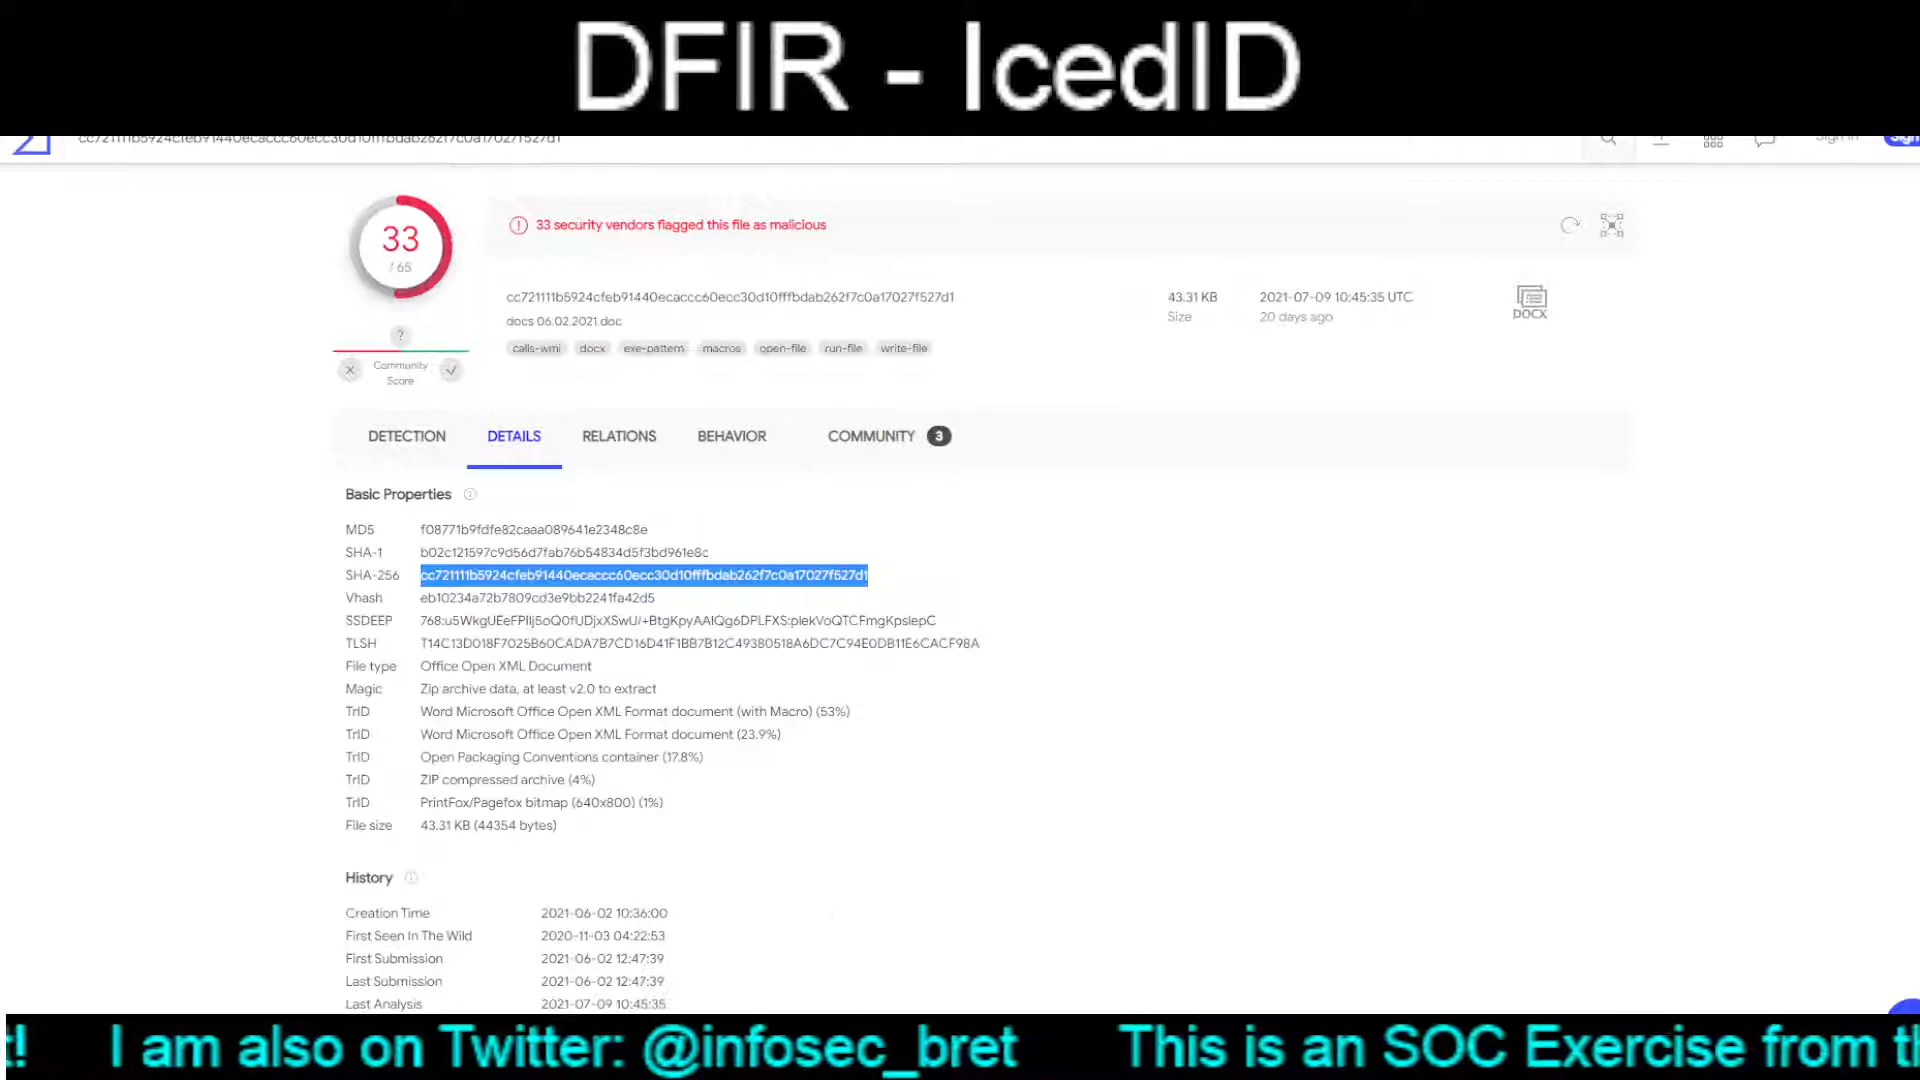 DFIR - IcedID
cc721111b5924cfeb91440ecaccc60ecc30d10fffbdab262f7c0a17027f527d1
Sign in
33
/ 65
33 security vendors flagged this file as malicious
cc721111b5924cfeb91440ecaccc60ecc30d10fffbdab262f7c0a17027f527d1
43.31 KB
2021-07-09 10:45:35 UTC
docs 06.02.2021.doc
Size
20 days ago
DOCX
?
calls-wmi docx exe-pattern macros open-file run-file write-file
Community
Score
DETECTION DETAILS RELATIONS BEHAVIOR COMMUNITY 3
Basic Properties
MD5 f08771b9fdfe82caaa089641e2348c8e
SHA-1 b02c121597c9d56d7fab76b54834d5f3bd961e8c
SHA-256 cc721111b5924cfeb91440ecaccc60ecc30d10fffbdab262f7c0a17027f527d1
Vhash eb10234a72b7809cd3e9bb2241fa42d5
SSDEEP
TLSH T14C13D018F7025B60CADA7B7CD16D41F1BB7B12C49380518A6DC7C94E0DB11E6CACF98A
File type Office Open XML Document
Magic Zip archive data, at least v2.0 to extract
TrID Word Microsoft Office Open XML Format document (with Macro) (53%)
TrID Word Microsoft Office Open XML Format document (23.9%)
TrID Open Packaging Conventions container (17.8%)
TrID ZIP compressed archive (4%)
TrID PrintFox/Pagefox bitmap (640x800) (1%)
File size 43.31 KB (44354 bytes)
History
Creation Time 2021-06-02 10:36:00
First Seen In The Wild 2020-11-03 04:22:53
First Submission 2021-06-02 12:47:39
Last Submission 2021-06-02 12:47:39
Last Analysis 2021-07-09 10:45:35
t! I am also on Twitter: @infosec_bret This is an SOC Exercise from th